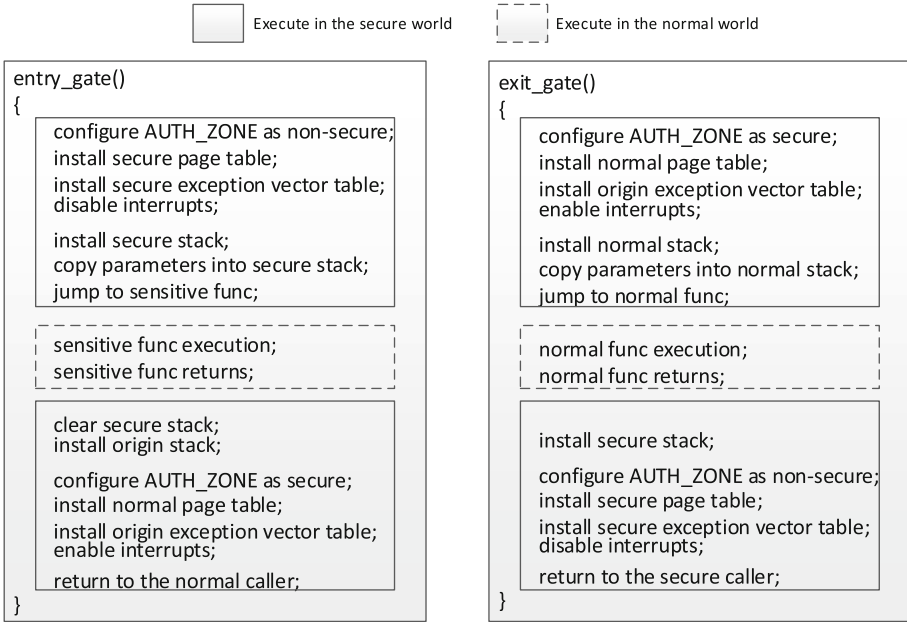 Execute in the secure world
Execute in the normal world
entry_gate()
{
configure AUTH_ZONE as non-secure;
install secure page table;
install secure exception vector table;
disable interrupts;
install secure stack;
copy parameters into secure stack;
jump to sensitive func;
sensitive func execution;
sensitive func returns;
clear secure stack;
install origin stack;
configure AUTH_ZONE as secure;
install normal page table;
install origin exception vector table;
enable interrupts;
return to the normal caller;
}
exit_gate()
{
configure AUTH_ZONE as secure;
install normal page table;
install origin exception vector table;
enable interrupts;
install normal stack;
copy parameters into normal stack;
jump to normal func;
normal func execution;
normal func returns;
install secure stack;
configure AUTH_ZONE as non-secure;
install secure page table;
install secure exception vector table;
disable interrupts;
return to the secure caller;
}